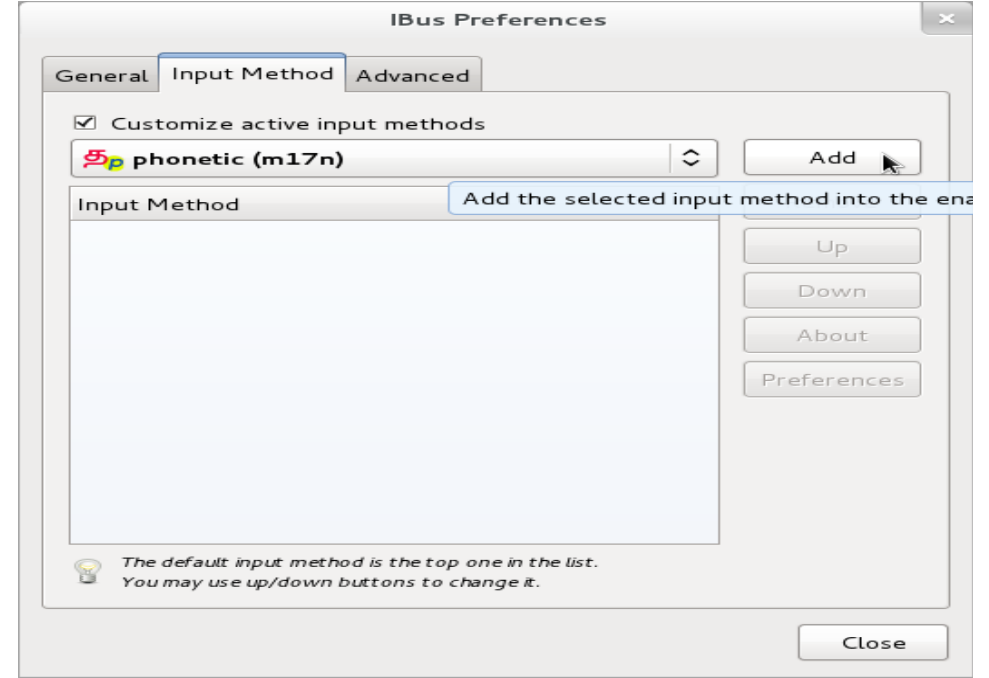 IBus Preferences
General Input Method Advanced
Customize active input methods
தp phonetic (m17n)
Add
Input Method
Add the selected input method into the ena
Up
Down
About
Preferences
The default input method is the top one in the list.
You may use up/down buttons to change it.
Close